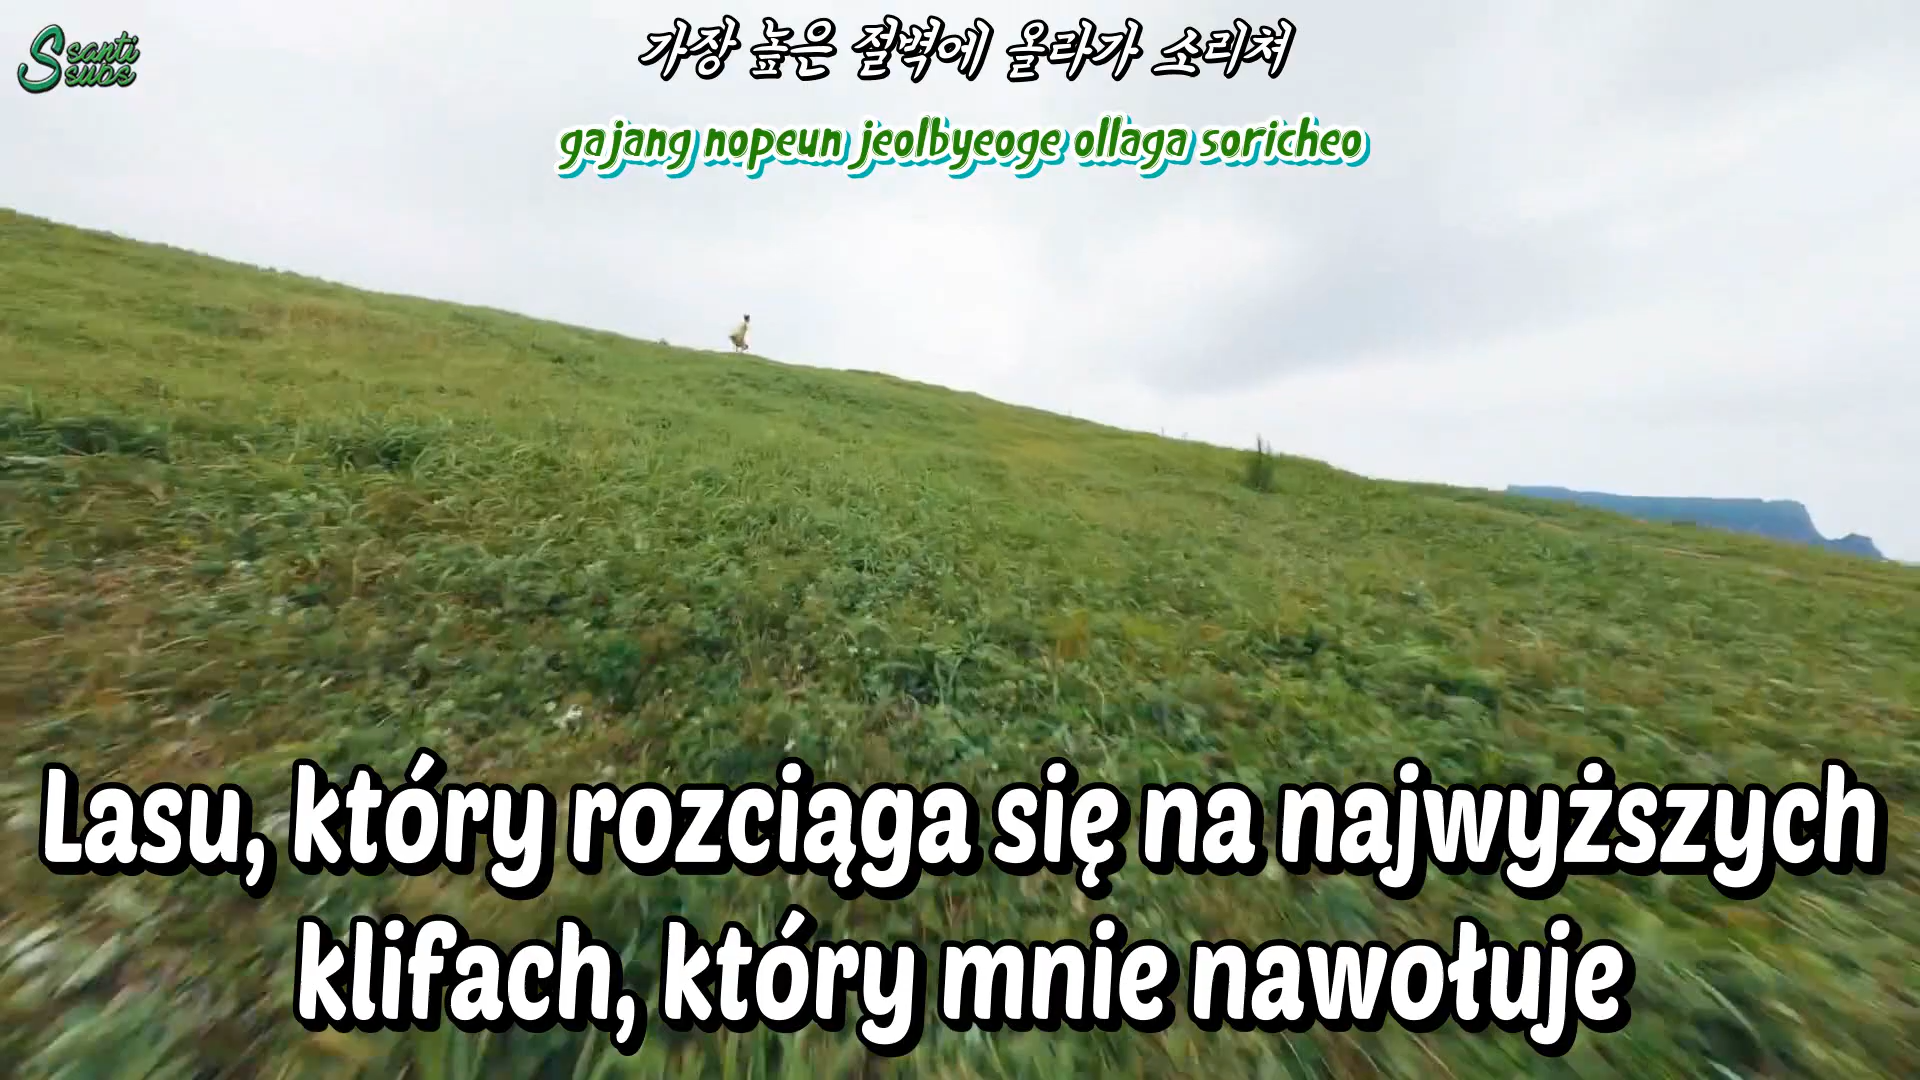 Ssanti
subs
가장 높은 절벽에 올라가 소리쳐
gajang nopeun jeolbyeoge ollaga soricheo
Lasu, który rozciąga się na najwyższych
klifach, który mnie nawołuje